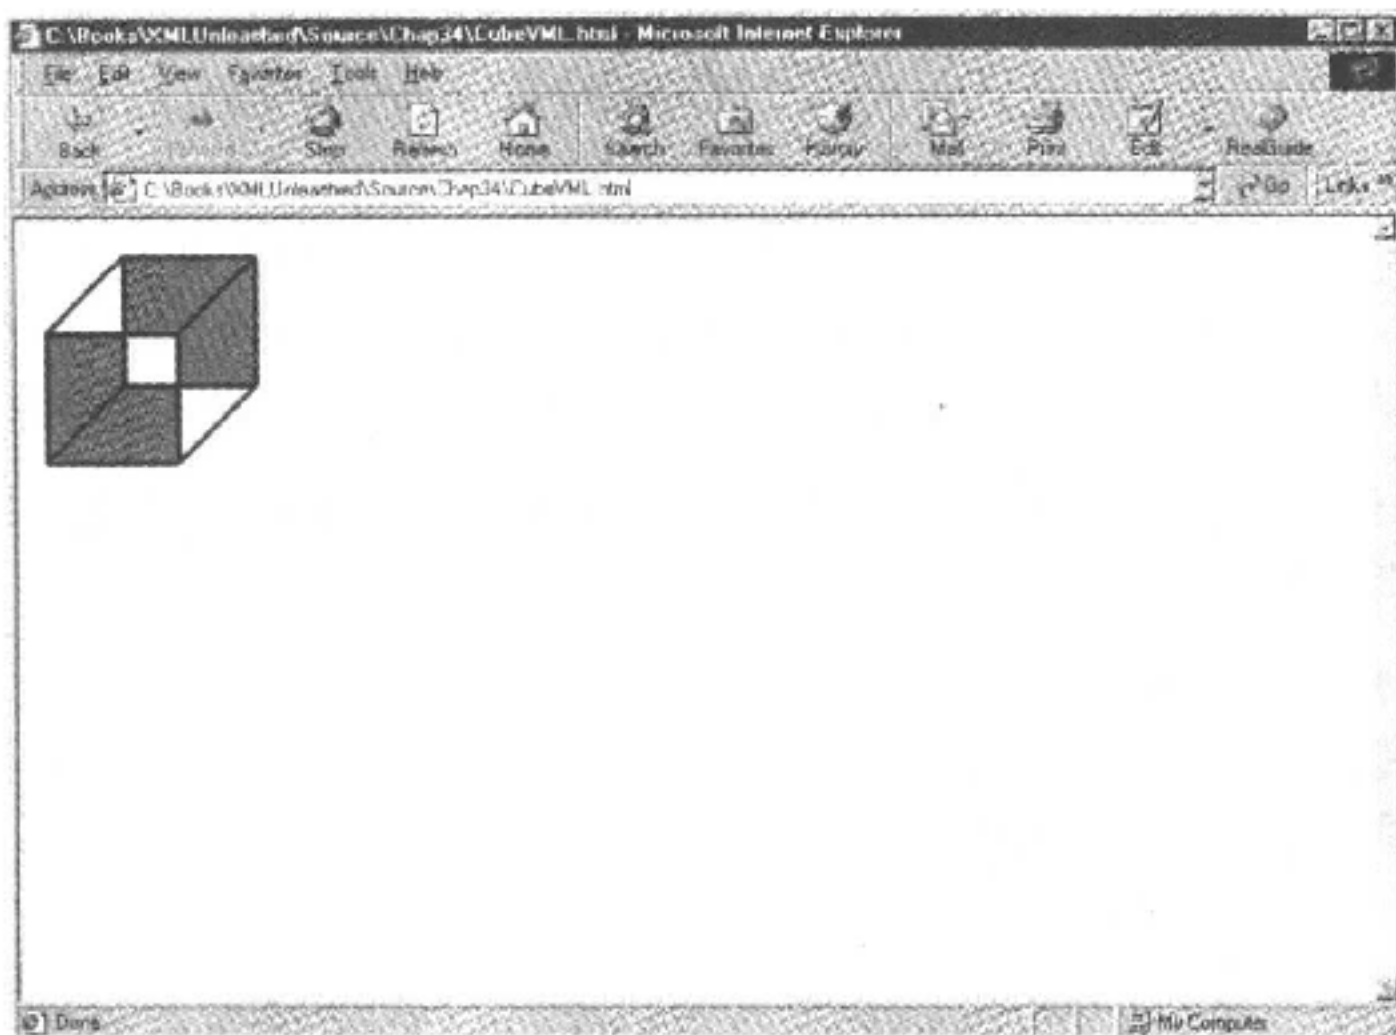 C:\Books\XMLUnleashed\Source\Chap34\CubeVML.html - Microsoft Internet Explorer
File Edit View Favorites Tools Help
Back Forward Stop Refresh Home Search Favorites History Mail Print Edit RealGuide
Address C:\Books\XMLUnleashed\Source\Chap34\CubeVML.html Go Links »
Done My Computer